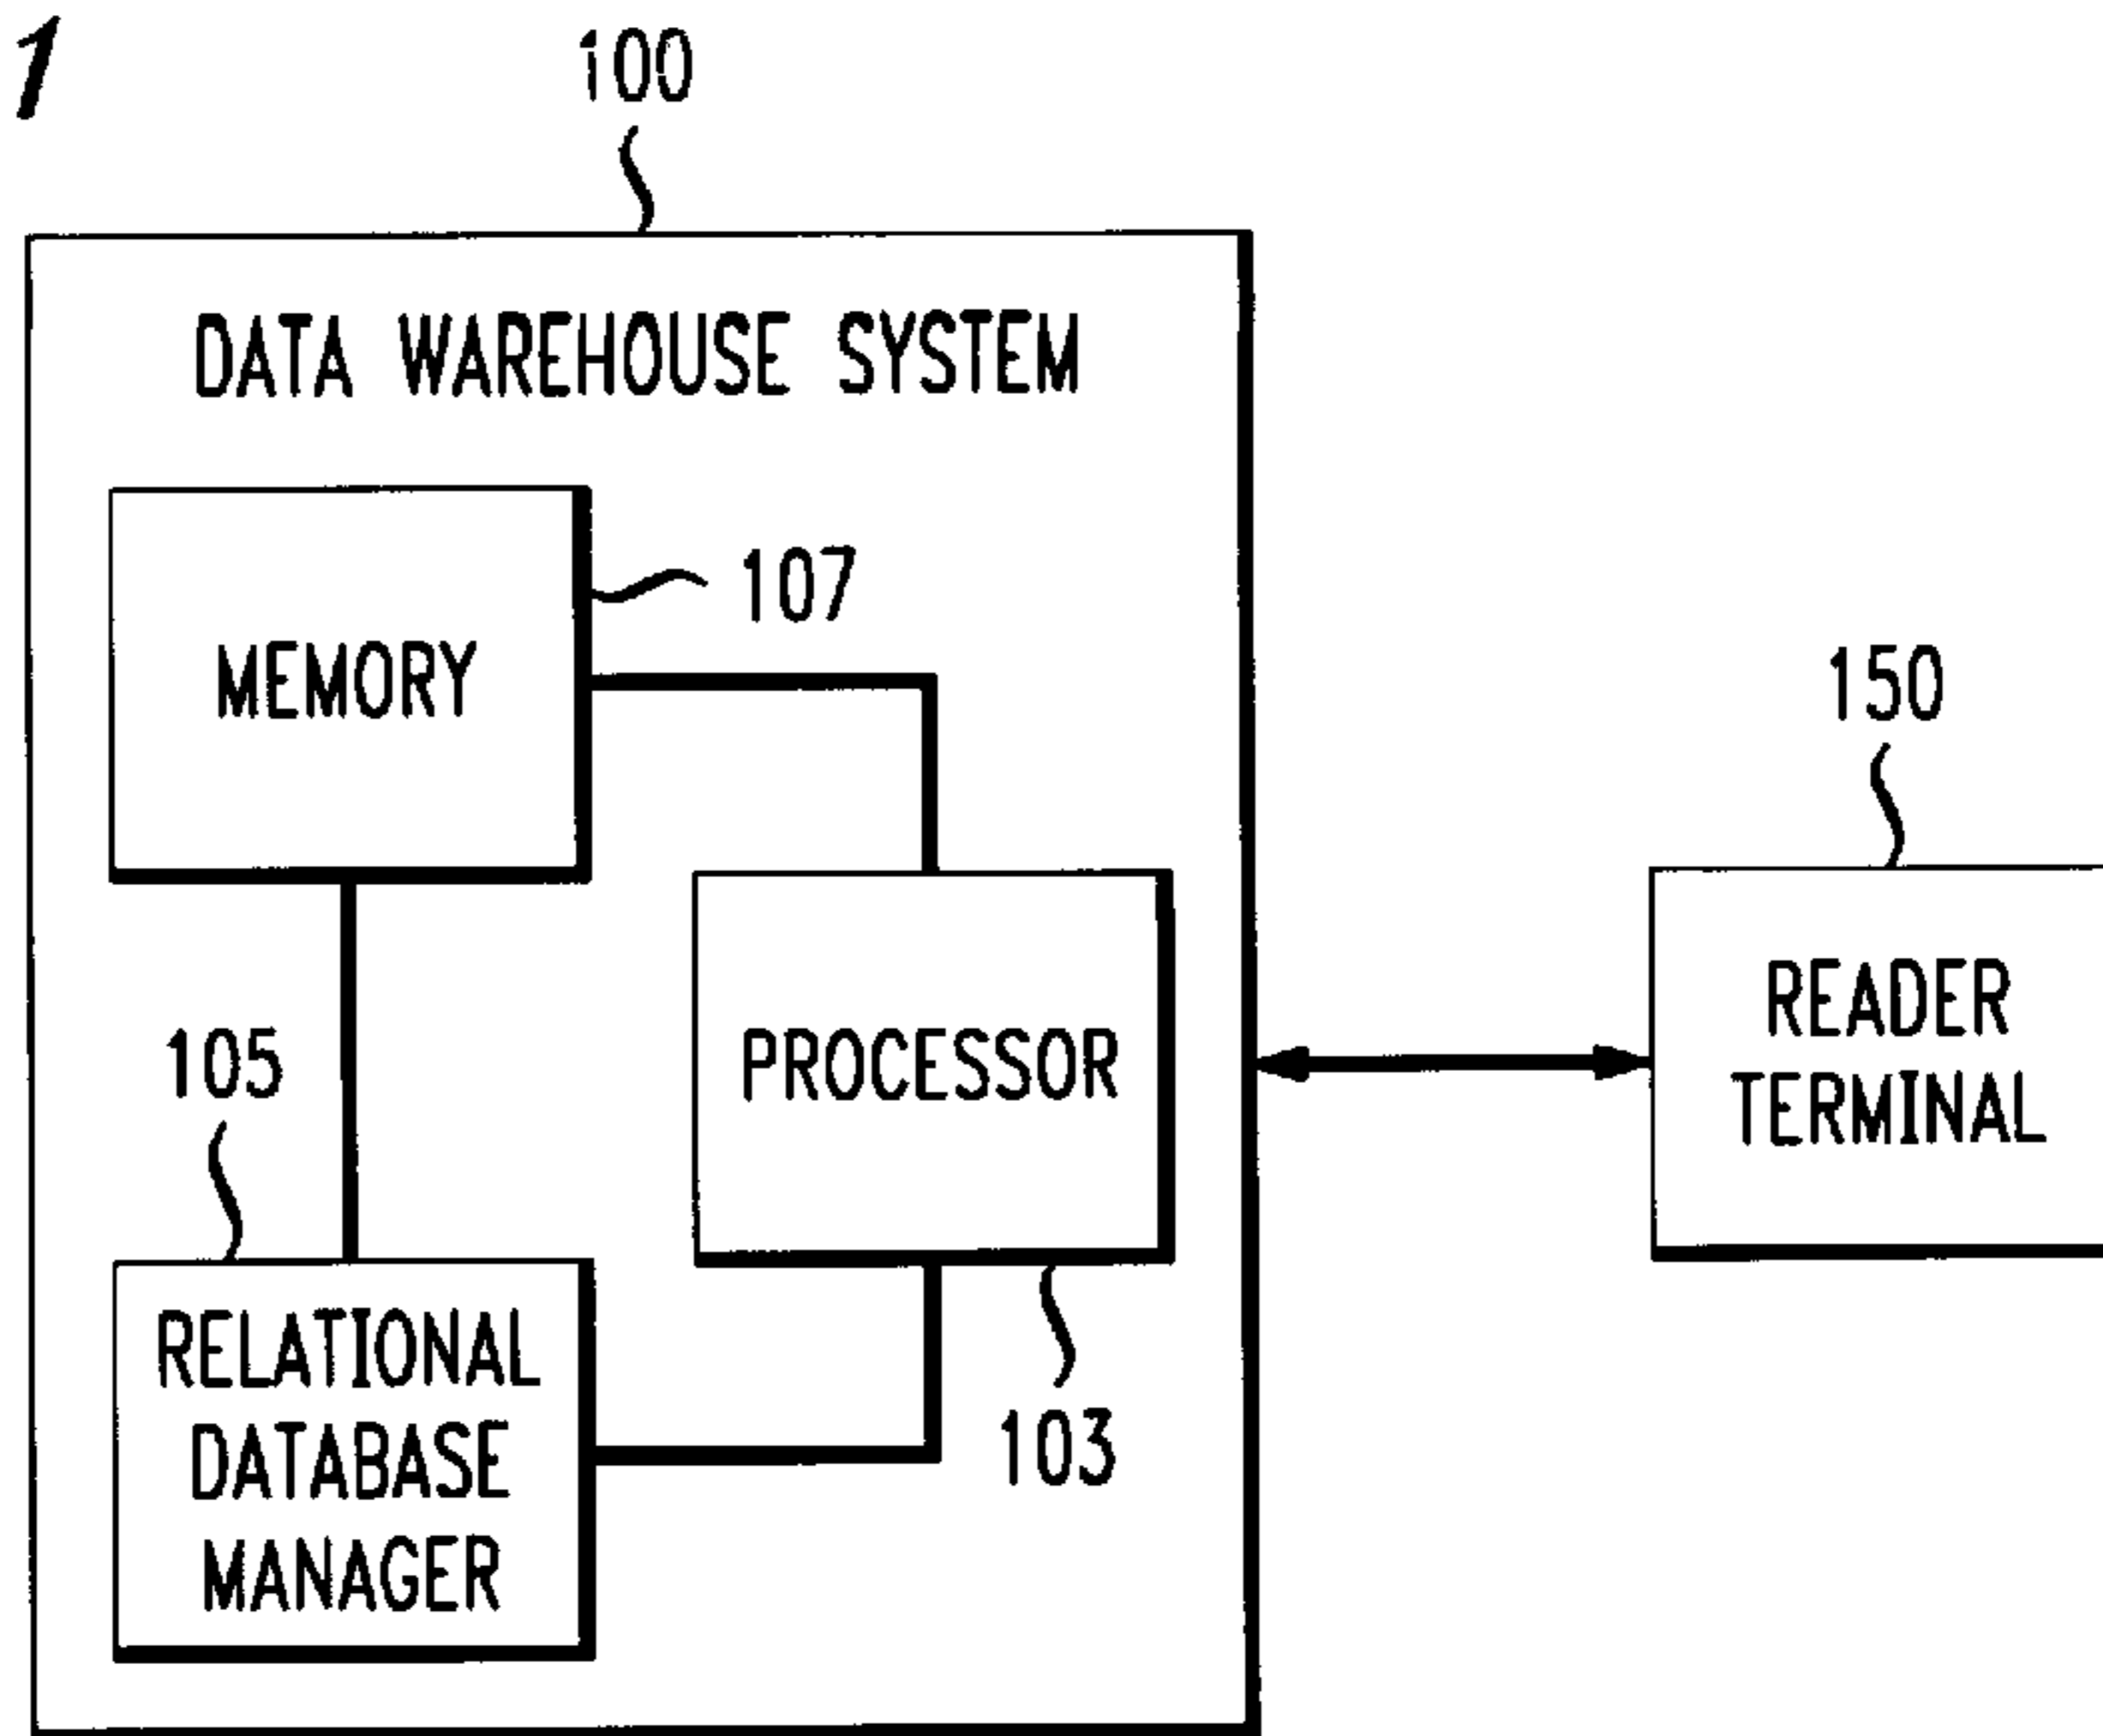 1
100
DATA WAREHOUSE SYSTEM
107
MEMORY
150
READER
TERMINAL
105
PROCESSOR
RELATIONAL
DATABASE
MANAGER
103